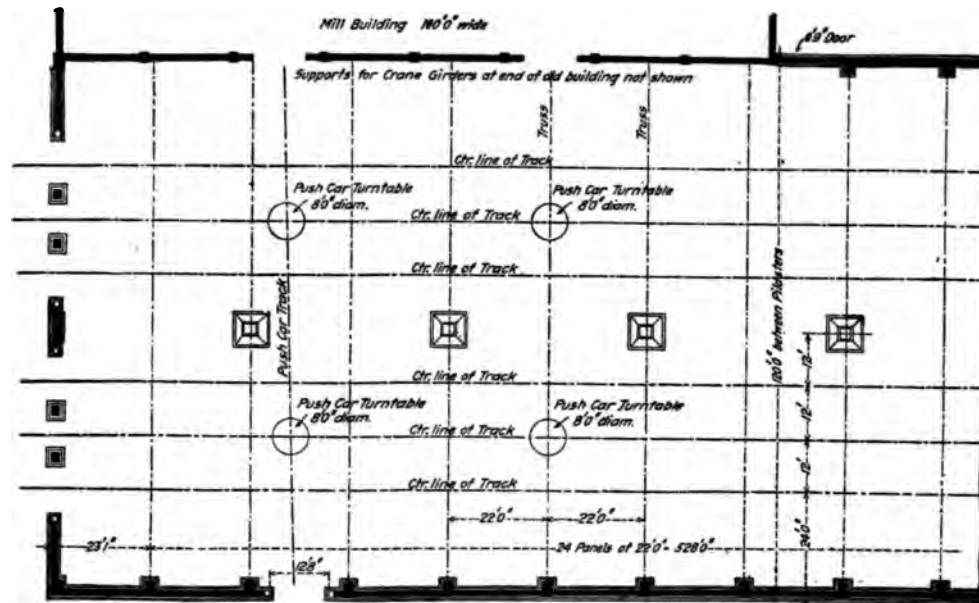 Mill Building 160'0" wide
6'9" Door
Supports for Crane Girders at end of old building not shown
Truss
Truss
Ctr. line of Track
Push Car Turntable
8'0" diam.
Push Car Turntable
8'0" diam.
Ctr. line of Track
Ctr. line of Track
Push Car Track
120'0" between Pilasters
12'
Ctr. line of Track
Push Car Turntable
8'0" diam.
Push Car Turntable
8'0" diam.
12'
Ctr. line of Track
12'
Ctr. line of Track
22'0"
22'0"
24'0"
23'1"
24 Panels at 22'0"- 528'0"
12'8"